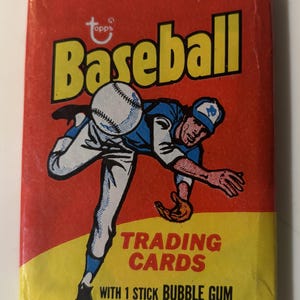 topps
Baseball
TRADING
CARDS
WITH 1 STICK BUBBLE GUM